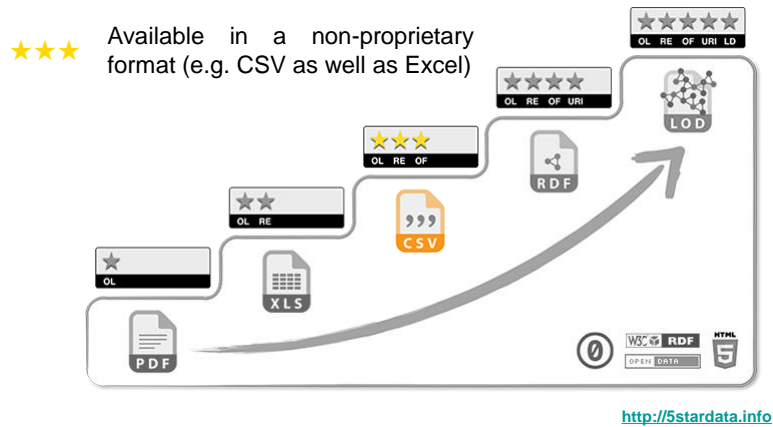 Available in a non-proprietary
format (e.g. CSV as well as Excel)
OL RE OF URI LD
LOD
OL RE OF URI
RDF
OL RE OF
CSV
OL RE
XLS
OL
PDF
0
W3C RDF
OPEN DATA
HTML
5
http://5stardata.info